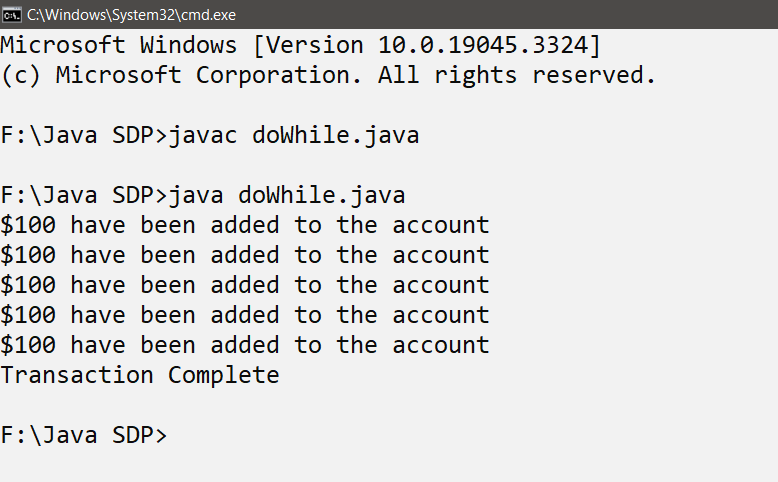 C:\Windows\System32\cmd.exe
Microsoft Windows [Version 10.0.19045.3324]
(c) Microsoft Corporation. All rights reserved.
F:\Java SDP>javac doWhile.java
F:\Java SDP>java doWhile.java
$100 have been added to the account
$100 have been added to the account
$100 have been added to the account
$100 have been added to the account
$100 have been added to the account
Transaction Complete
F:\Java SDP>